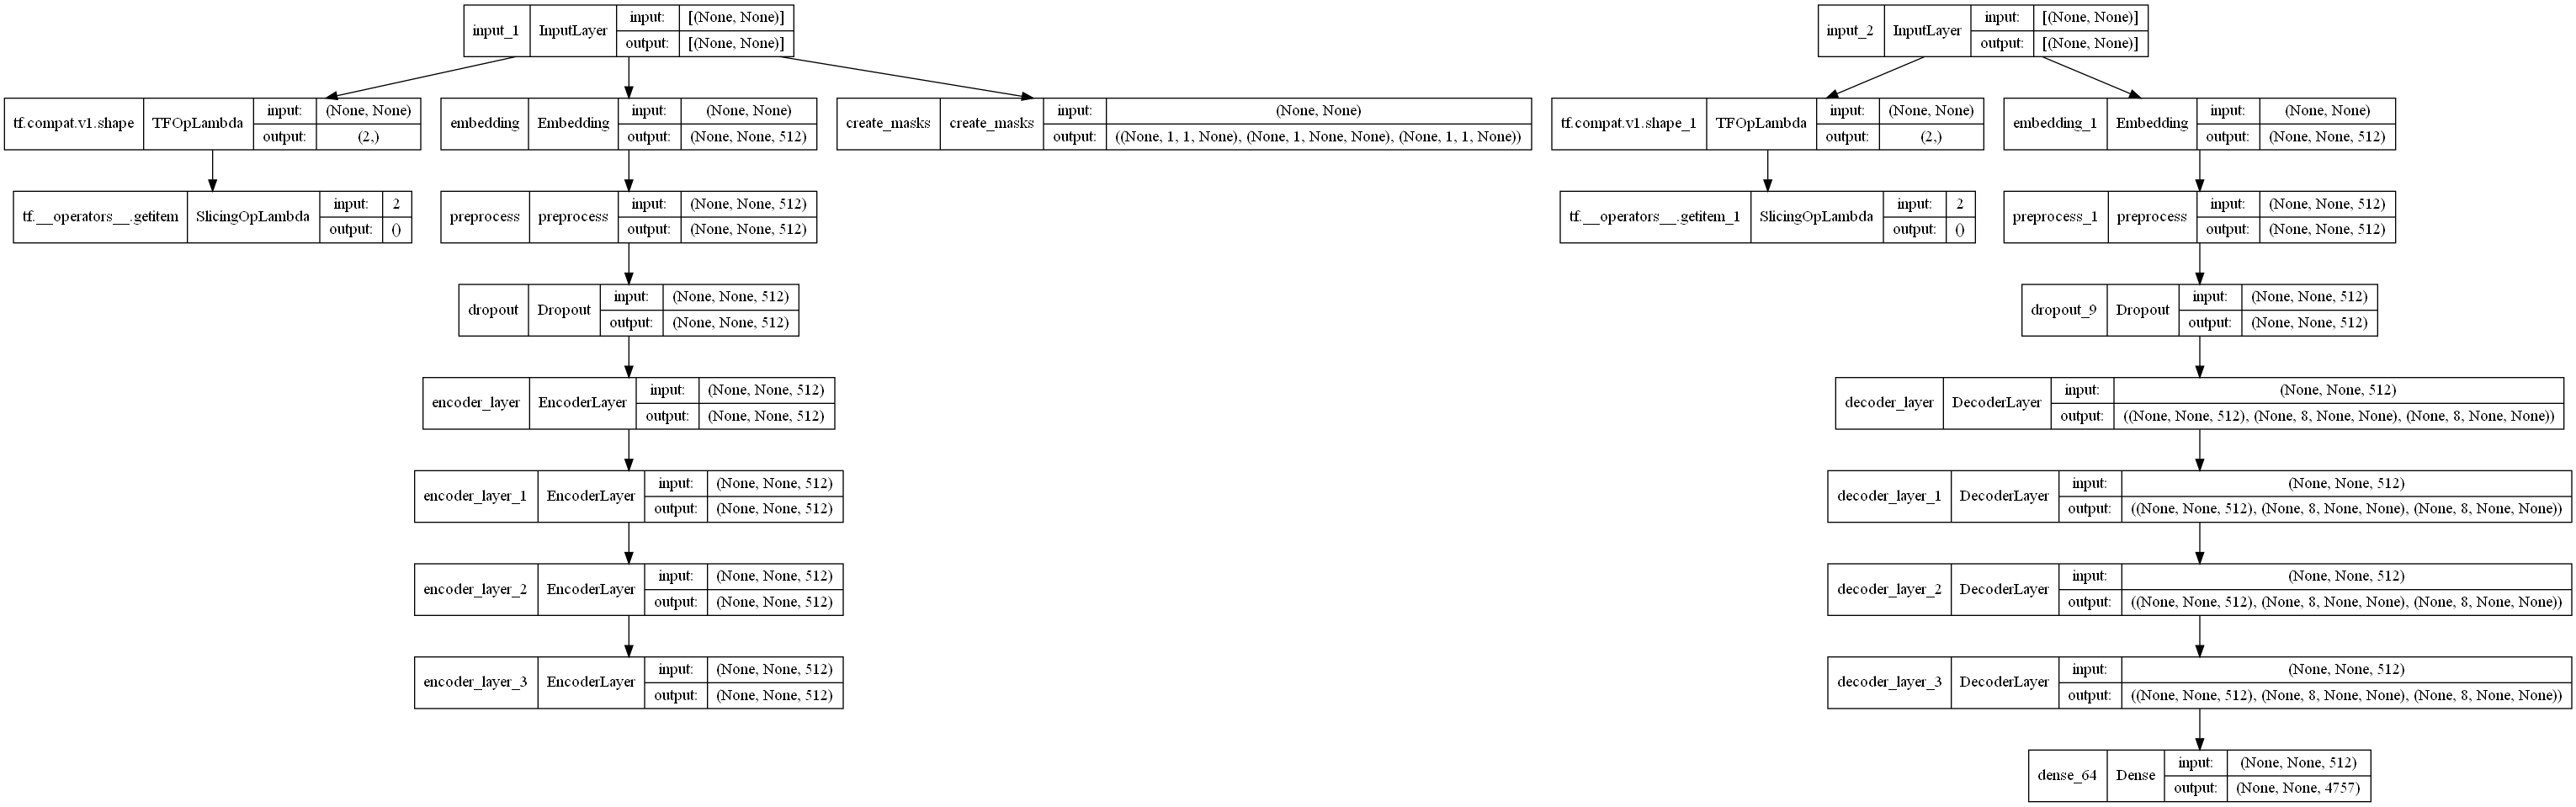 input_1 InputLayer input: [(None, None)]
output: [(None, None)]
input_2 InputLayer input: [(None, None)]
output: [(None, None)]
tf.compat.v1.shape TFOpLambda input: (None, None)
output: (2,)
embedding Embedding input: (None, None)
output: (None, None, 512)
create_masks create_masks input: (None, None)
output: ((None, 1, 1, None), (None, 1, None, None), (None, 1, 1, None))
tf.compat.v1.shape_1 TFOpLambda input: (None, None)
output: (2,)
embedding_1 Embedding input: (None, None)
output: (None, None, 512)
tf.__operators__.getitem SlicingOpLambda input: 2
output: ()
preprocess preprocess input: (None, None, 512)
output: (None, None, 512)
tf.__operators__.getitem_1 SlicingOpLambda input: 2
output: ()
preprocess_1 preprocess input: (None, None, 512)
output: (None, None, 512)
dropout Dropout input: (None, None, 512)
output: (None, None, 512)
dropout_9 Dropout input: (None, None, 512)
output: (None, None, 512)
encoder_layer EncoderLayer input: (None, None, 512)
output: (None, None, 512)
decoder_layer DecoderLayer input: (None, None, 512)
output: ((None, None, 512), (None, 8, None, None), (None, 8, None, None))
encoder_layer_1 EncoderLayer input: (None, None, 512)
output: (None, None, 512)
decoder_layer_1 DecoderLayer input: (None, None, 512)
output: ((None, None, 512), (None, 8, None, None), (None, 8, None, None))
encoder_layer_2 EncoderLayer input: (None, None, 512)
output: (None, None, 512)
decoder_layer_2 DecoderLayer input: (None, None, 512)
output: ((None, None, 512), (None, 8, None, None), (None, 8, None, None))
encoder_layer_3 EncoderLayer input: (None, None, 512)
output: (None, None, 512)
decoder_layer_3 DecoderLayer input: (None, None, 512)
output: ((None, None, 512), (None, 8, None, None), (None, 8, None, None))
dense_64 Dense input: (None, None, 512)
output: (None, None, 4757)